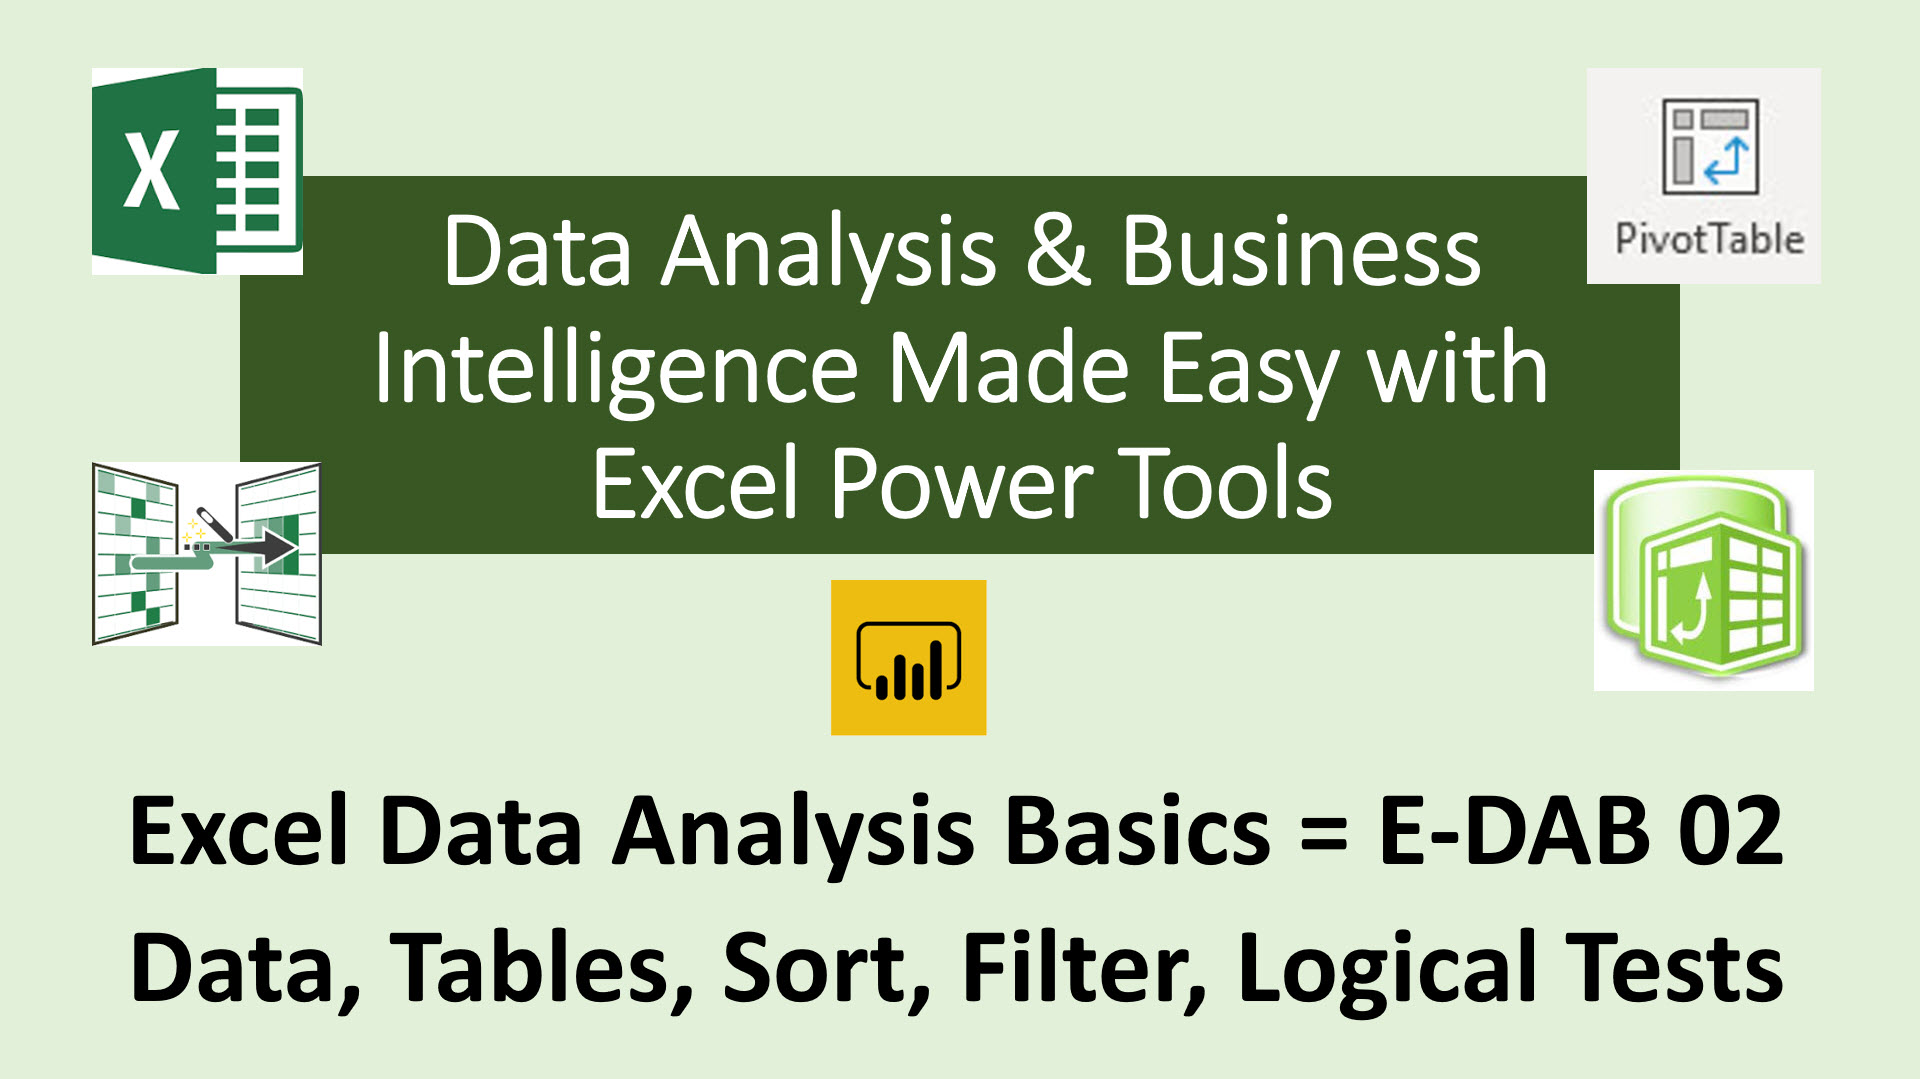 X
PivotTable
Data Analysis & Business
Intelligence Made Easy with
Excel Power Tools
Excel Data Analysis Basics = E-DAB 02
Data, Tables, Sort, Filter, Logical Tests